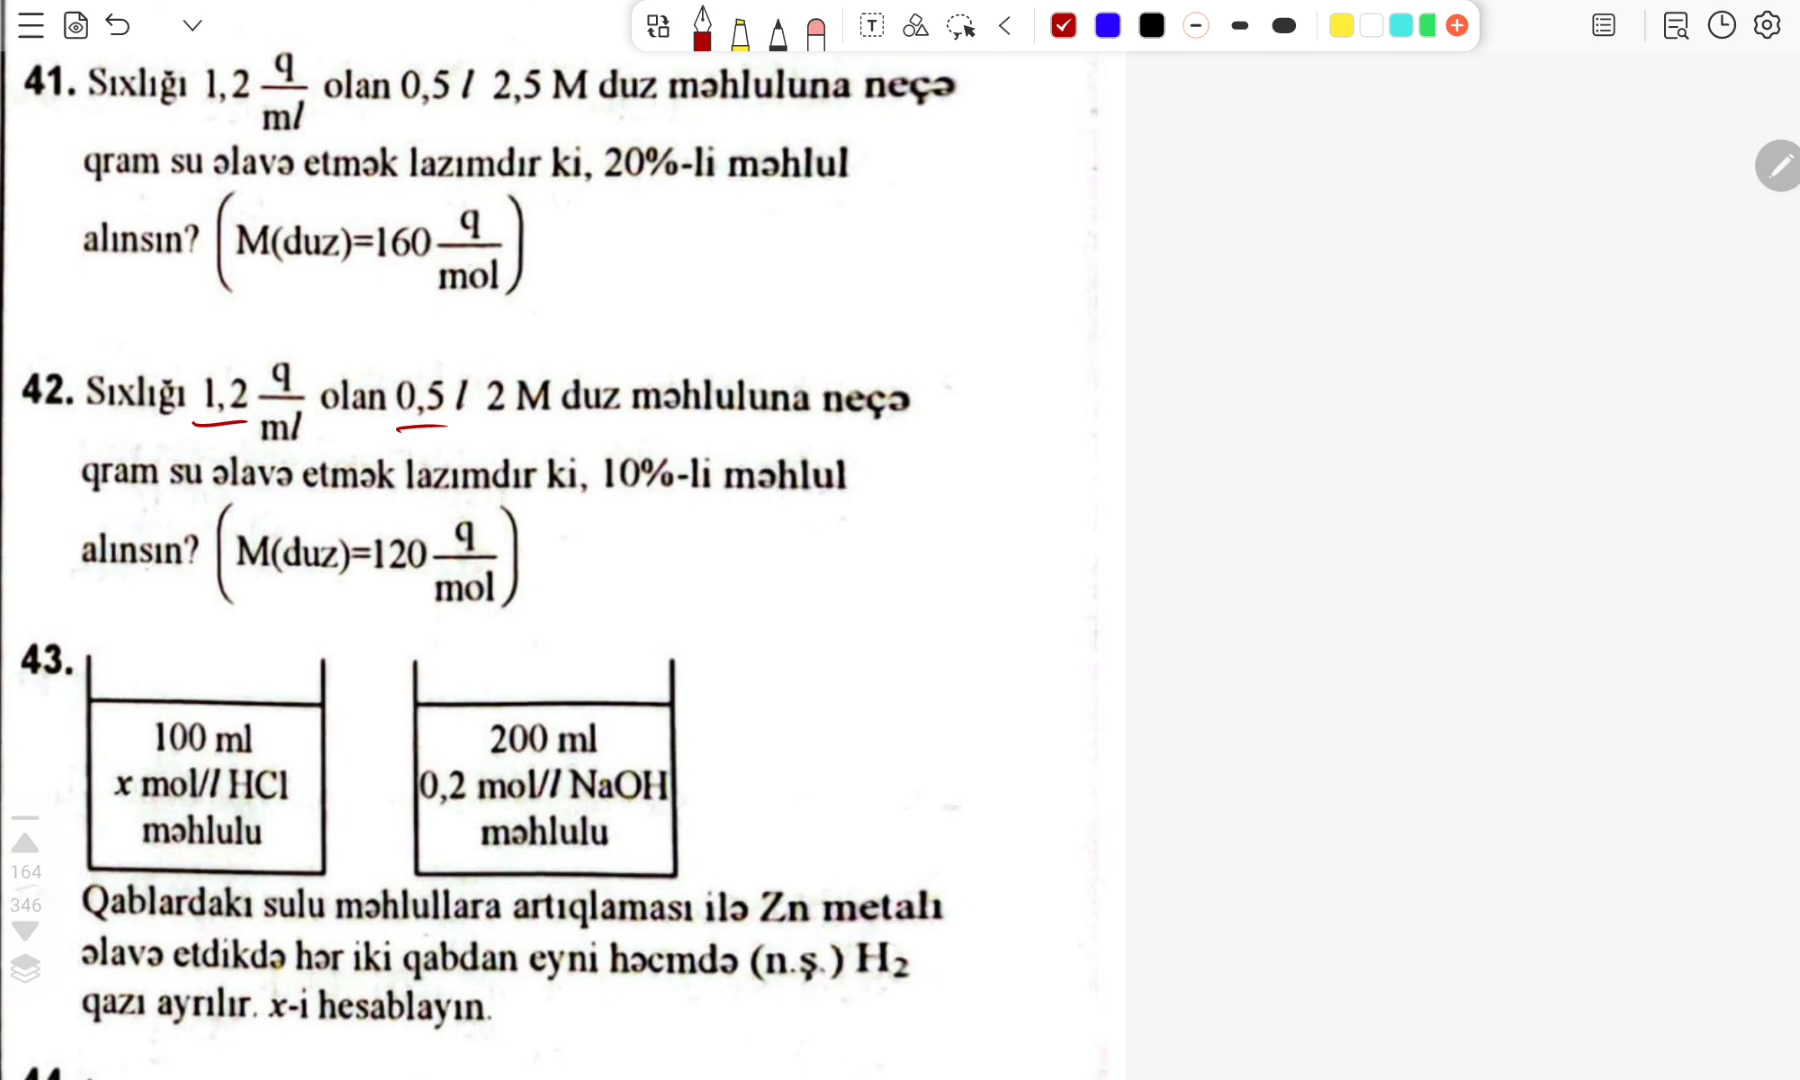 41. Sıxlığı 1,2 q/ml olan 0,5 l 2,5 M duz məhluluna neçə
qram su əlavə etmək lazımdır ki, 20%-li məhlul
alınsın? (M(duz)=160 q/mol)
42. Sıxlığı 1,2 q/ml olan 0,5 l 2 M duz məhluluna neçə
qram su əlavə etmək lazımdır ki, 10%-li məhlul
alınsın? (M(duz)=120 q/mol)
43.
100 ml
x mol/l HCl
məhlulu
200 ml
0,2 mol/l NaOH
məhlulu
Qablardakı sulu məhlullara artıqlaması ilə Zn metalı
əlavə etdikdə hər iki qabdan eyni həcmdə (n.ş.) H₂
qazı ayrılır. x-i hesablayın.
164
346